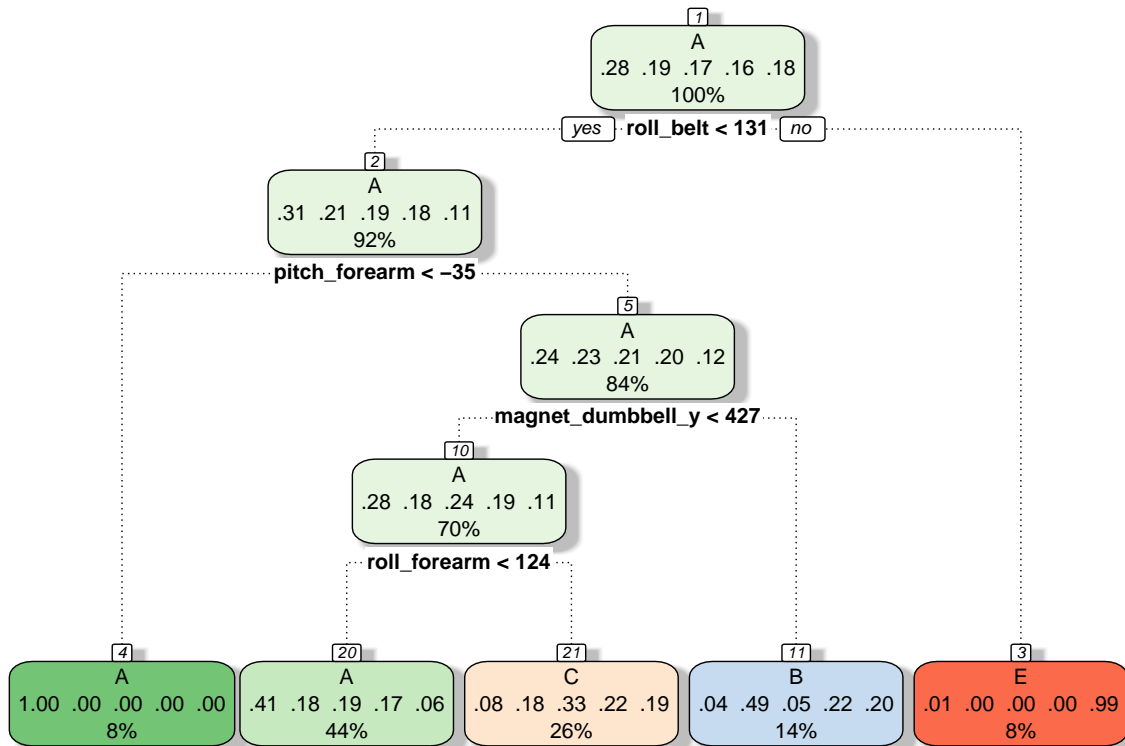 1
A
.28 .19 .17 .16 .18
100%
yes roll_belt < 131 no
2
A
.31 .21 .19 .18 .11
92%
pitch_forearm < −35
5
A
.24 .23 .21 .20 .12
84%
magnet_dumbbell_y < 427
10
A
.28 .18 .24 .19 .11
70%
roll_forearm < 124
4
A
1.00 .00 .00 .00 .00
8%
20
A
.41 .18 .19 .17 .06
44%
21
C
.08 .18 .33 .22 .19
26%
11
B
.04 .49 .05 .22 .20
14%
3
E
.01 .00 .00 .00 .99
8%